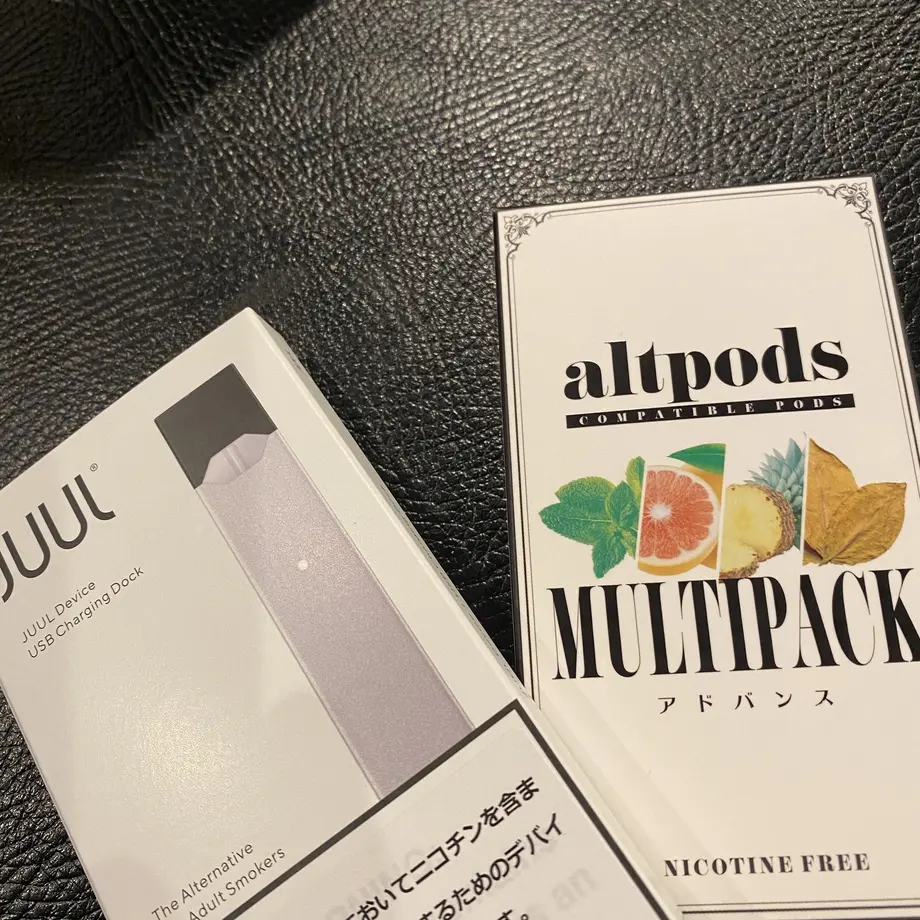 JUUL®
JUUL Device
USB Charging Dock
The Alternative
Adult Smokers
おいてニコチンを含ま
するためのデバイ
す。
altpods
COMPATIBLE PODS
MULTIPACK
アドバンス
NICOTINE FREE